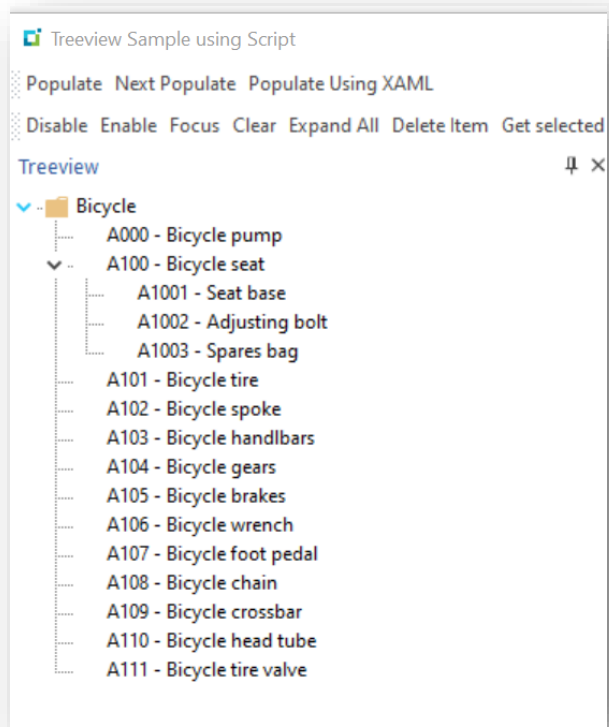 Treeview Sample using Script
Populate Next Populate Populate Using XAML
Disable Enable Focus Clear Expand All Delete Item Get selected
Treeview
Bicycle
A000 - Bicycle pump
A100 - Bicycle seat
A1001 - Seat base
A1002 - Adjusting bolt
A1003 - Spares bag
A101 - Bicycle tire
A102 - Bicycle spoke
A103 - Bicycle handlbars
A104 - Bicycle gears
A105 - Bicycle brakes
A106 - Bicycle wrench
A107 - Bicycle foot pedal
A108 - Bicycle chain
A109 - Bicycle crossbar
A110 - Bicycle head tube
A111 - Bicycle tire valve